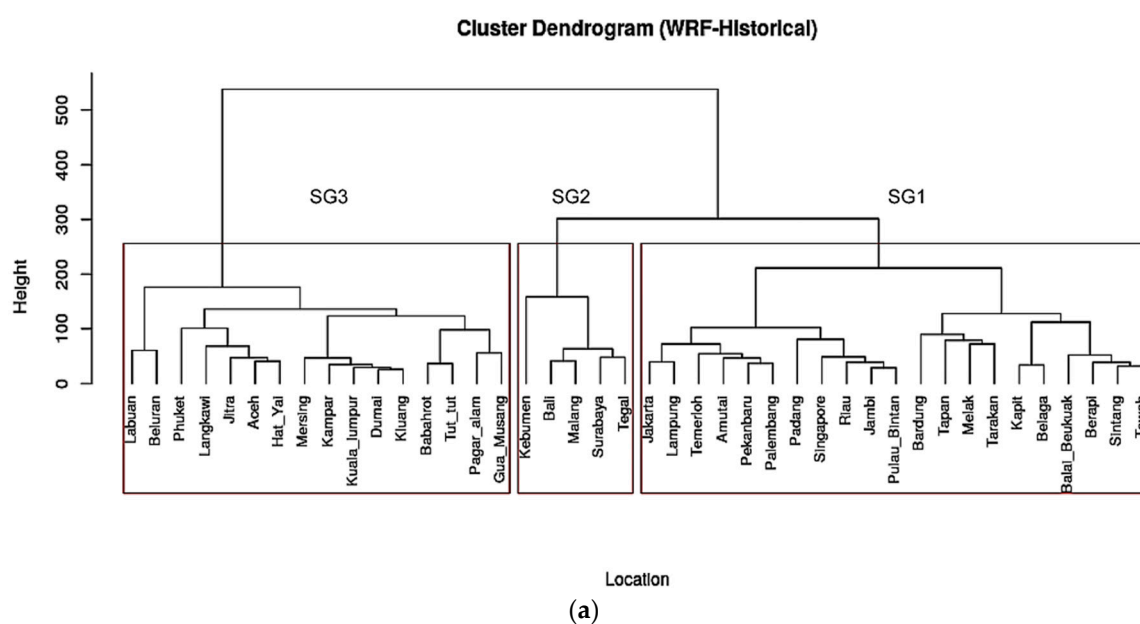 Cluster Dendrogram (WRF-Historical)
Height
0 100 200 300 400 500
SG3 SG2 SG1
Labuan
Beluran
Phuket
Langkawi
Jitra
Aceh
Hat_Yai
Mersing
Kampar
Kuala_lumpur
Dumai
Kluang
Babahrot
Tut_tut
Pagar_alam
Gua_Musang
Kebumen
Bali
Malang
Surabaya
Tegal
Jakarta
Lampung
Temerloh
Amutai
Pekanbaru
Palembang
Padang
Singapore
Riau
Jambi
Pulau_Bintan
Bardung
Tapan
Melak
Tarakan
Kapit
Belaga
Balai_Beukuak
Berapi
Sintang
Location
(a)